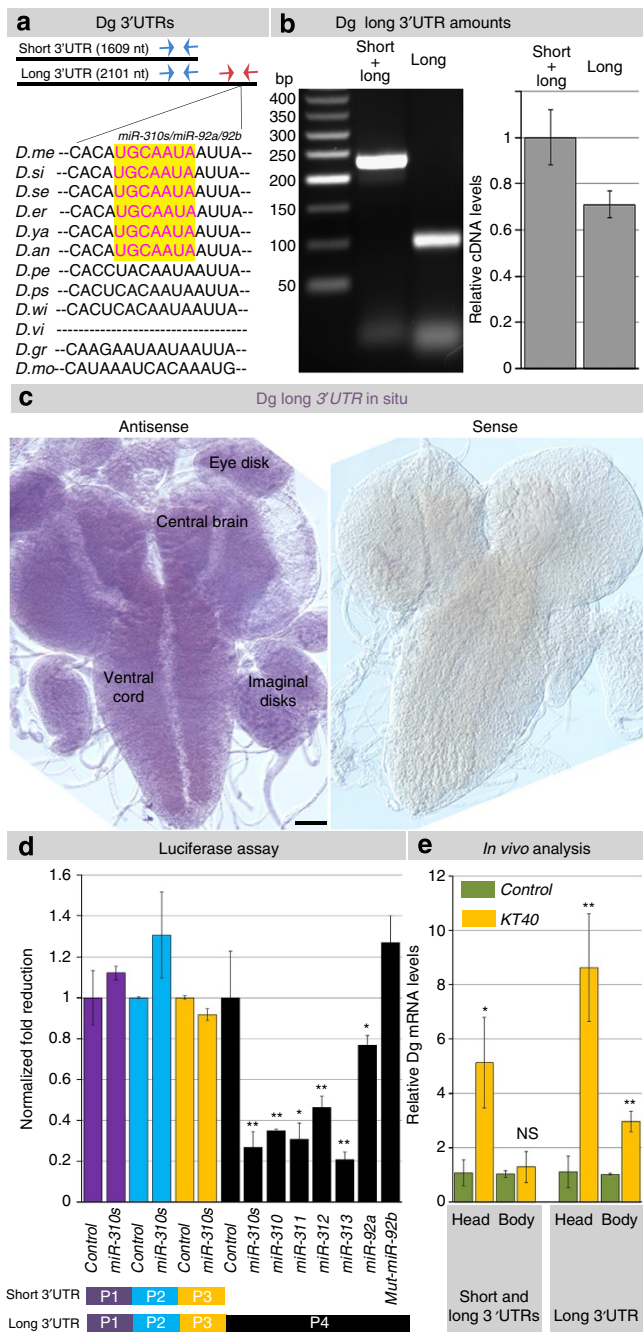 a
Dg 3′UTRs
Short 3′UTR (1609 nt)
Long 3′UTR (2101 nt)
miR-310s/miR-92a/92b
D.me --CACAUGCAAUAAUUA--
D.si --CACAUGCAAUAAUUA--
D.se --CACAUGCAAUAAUUA--
D.er --CACAUGCAAUAAUUA--
D.ya --CACAUGCAAUAAUUA--
D.an --CACAUGCAAUAAUUA--
D.pe --CACCUACAAUAAUUA--
D.ps --CACUCACAAUAAUUA--
D.wi --CACUCACAAUAAUUA--
D.vi -----------------------
D.gr --CAAGAAUAAUAAUUA--
D.mo--CAUAAAUCACAAAUG--
b
Dg long 3′UTR amounts
Short + long
Long
bp
400
350
300
250
200
150
100
50
Short + long
Long
Relative cDNA levels
1
0.8
0.6
0.4
0.2
0
c
Dg long 3′UTR in situ
Antisense
Sense
Eye disk
Central brain
Ventral cord
Imaginal disks
d
Luciferase assay
Normalized fold reduction
1.6
1.4
1.2
1
0.8
0.6
0.4
0.2
0
** ** * ** ** *
Control
miR-310s
Control
miR-310s
Control
miR-310s
Control
miR-310s
miR-310
miR-311
miR-312
miR-313
miR-92a
Mut-miR-92b
Short 3′UTR P1 P2 P3
Long 3′UTR P1 P2 P3 P4
e
In vivo analysis
Control
KT40
Relative Dg mRNA levels
12
10
8
6
4
2
0
* NS ** **
Head Body Head Body
Short and long 3′UTRs
Long 3′UTR